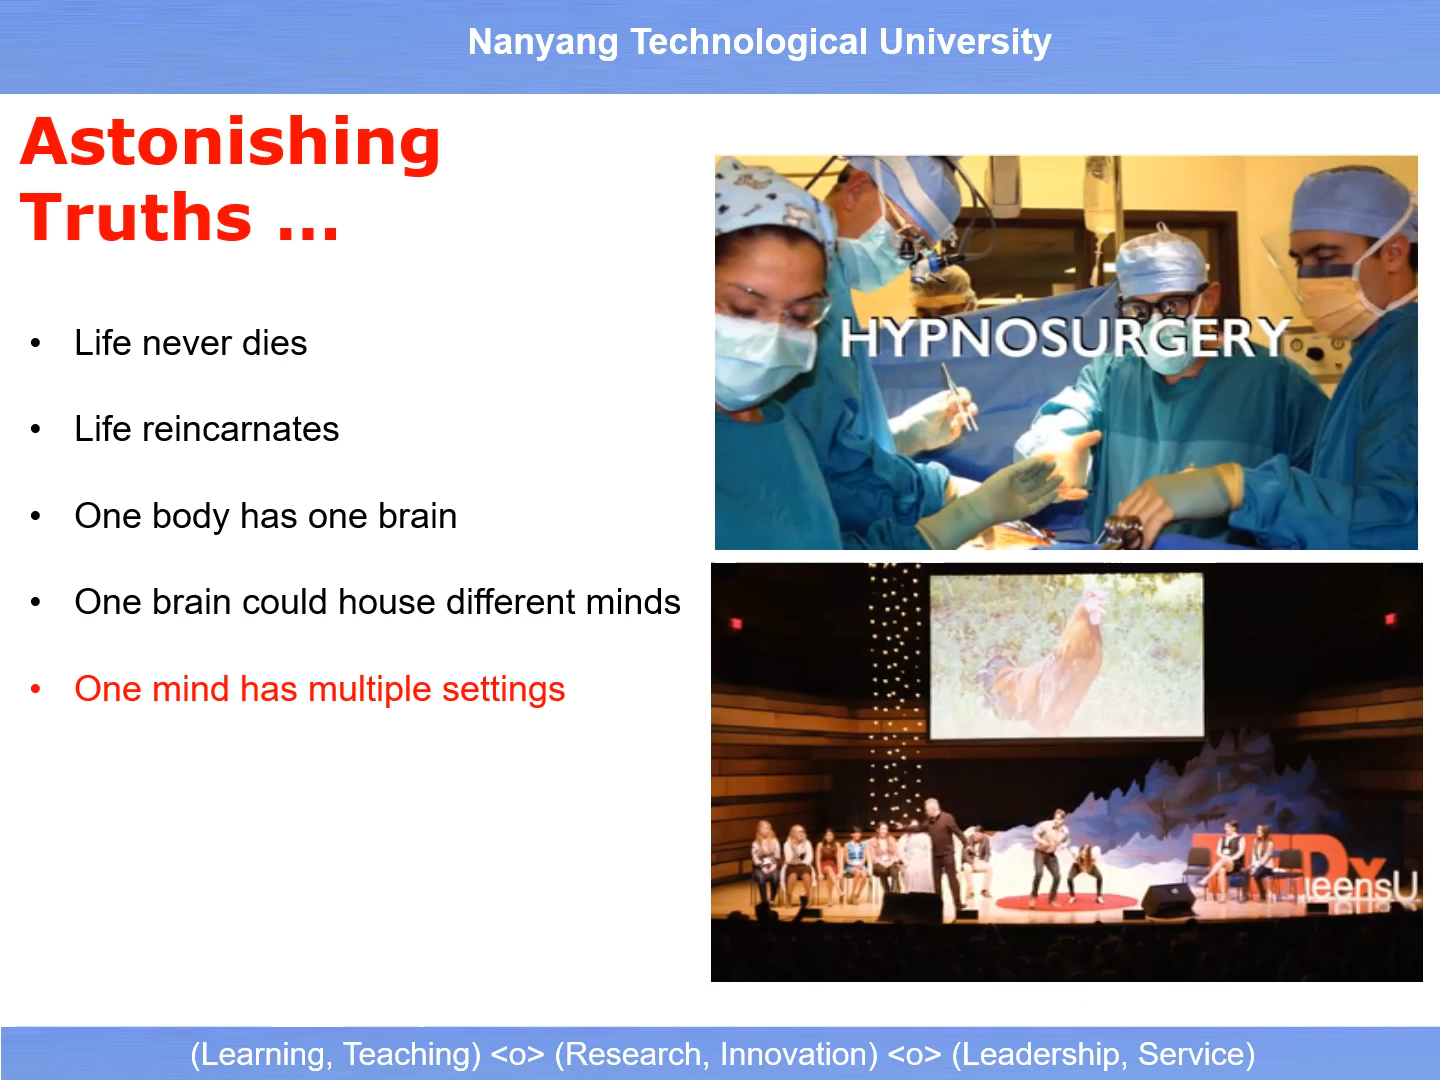 Nanyang Technological University
Astonishing
Truths ...
• Life never dies
• Life reincarnates
• One body has one brain
• One brain could house different minds
• One mind has multiple settings
HYPNOSURGERY
TEDx
ueensU
(Learning, Teaching) <o> (Research, Innovation) <o> (Leadership, Service)